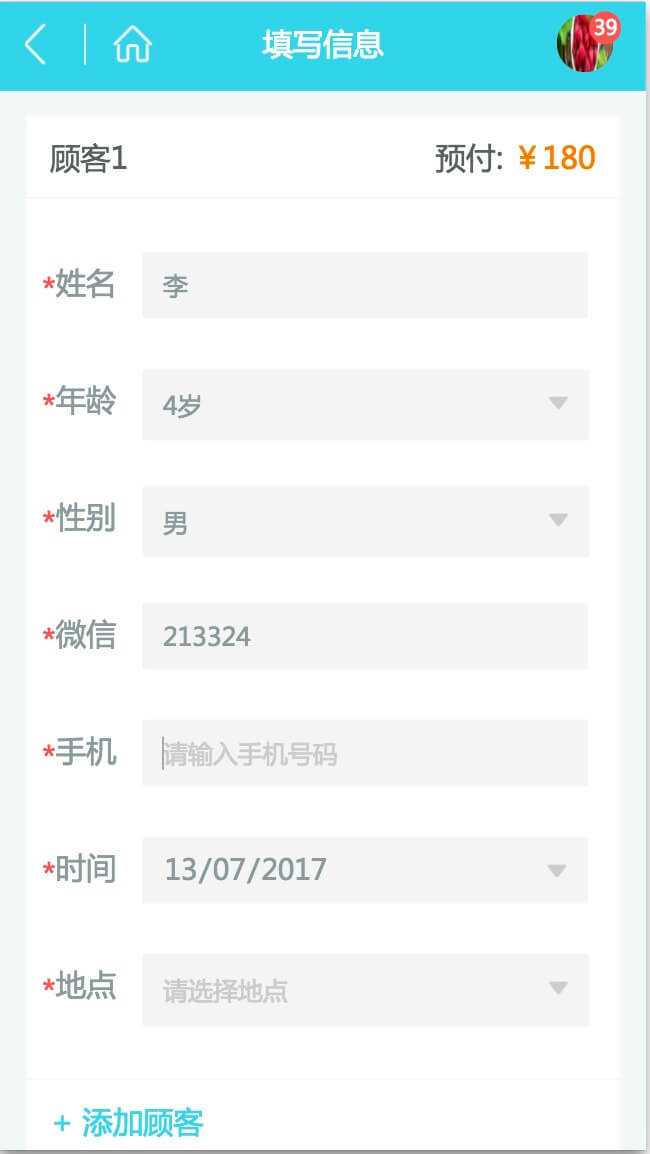 填写信息
39
顾客1 预付: ¥180
*姓名 李
*年龄 4岁
*性别 男
*微信 213324
*手机 请输入手机号码
*时间 13/07/2017
*地点 请选择地点
+ 添加顾客